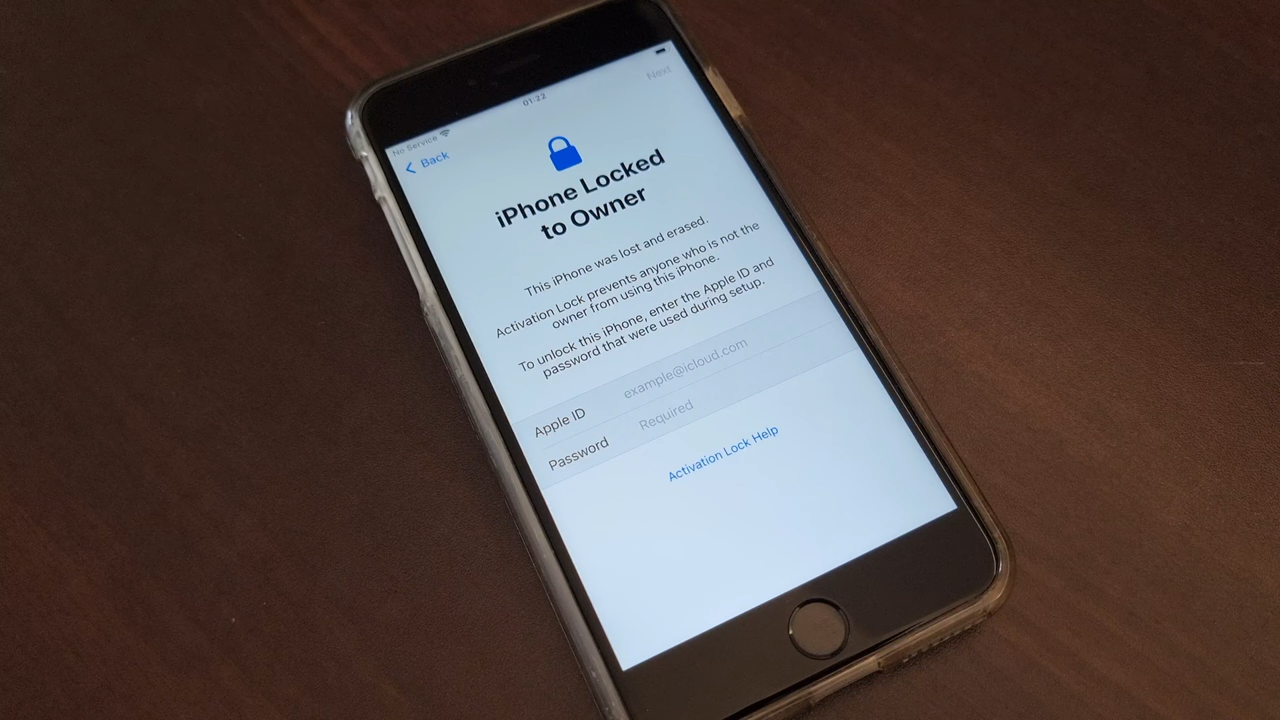 No Service
01:22
Back
Next
iPhone Locked
to Owner
This iPhone was lost and erased.
Activation Lock prevents anyone who is not the
owner from using this iPhone.
To unlock this iPhone, enter the Apple ID and
password that were used during setup.
Apple ID example@icloud.com
Password Required
Activation Lock Help